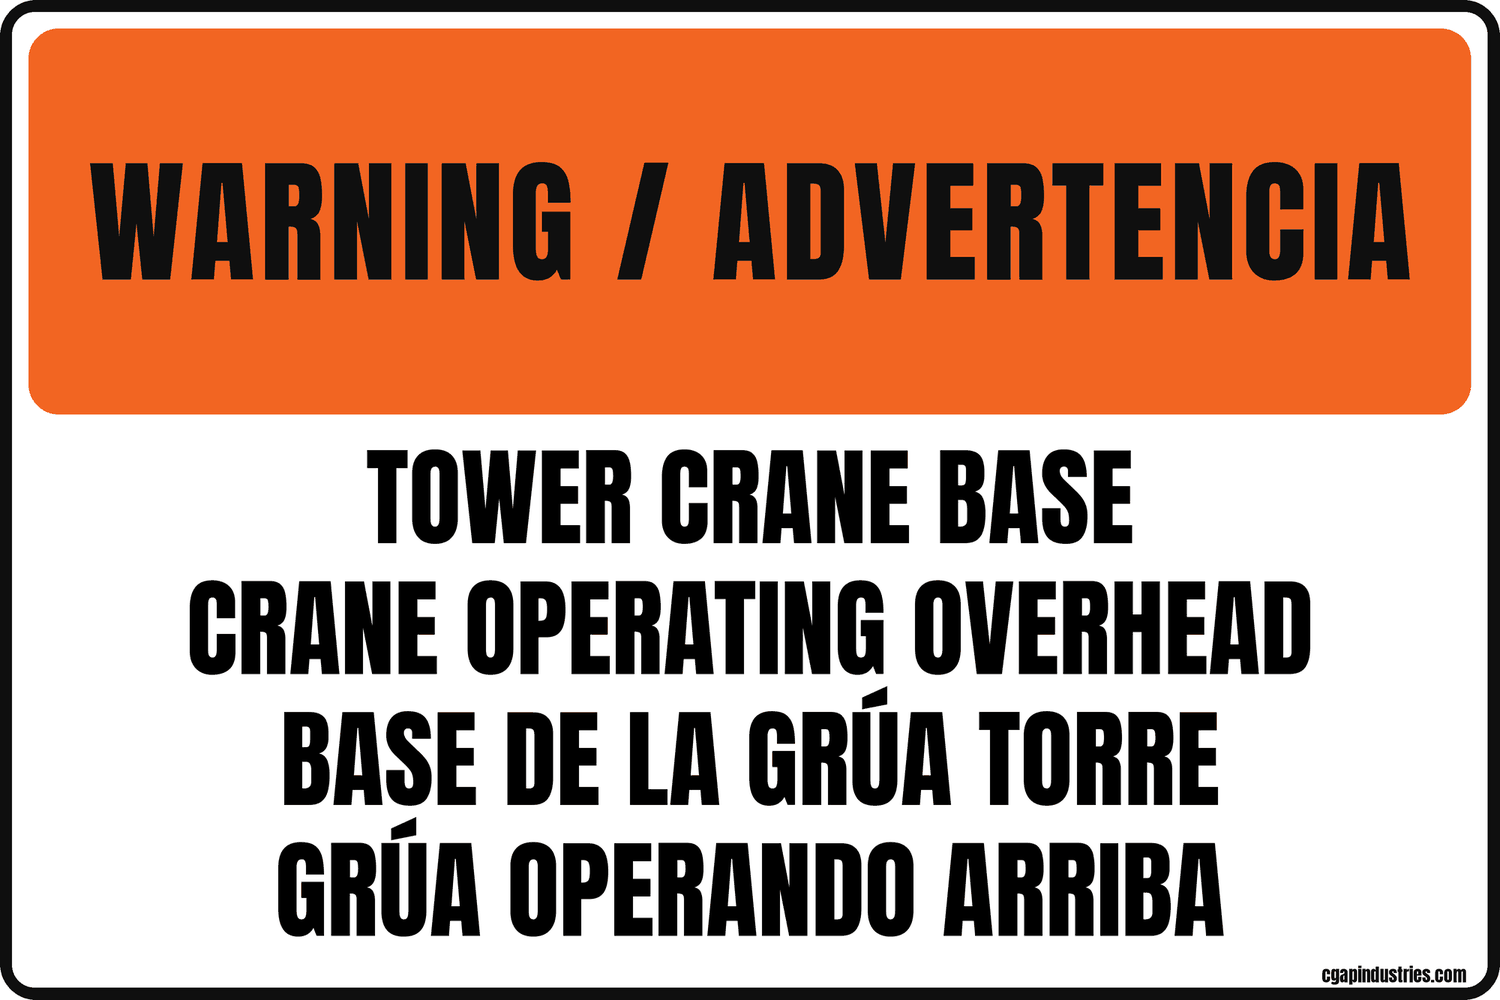 WARNING / ADVERTENCIA
TOWER CRANE BASE
CRANE OPERATING OVERHEAD
BASE DE LA GRÚA TORRE
GRÚA OPERANDO ARRIBA
cgapindustries.com